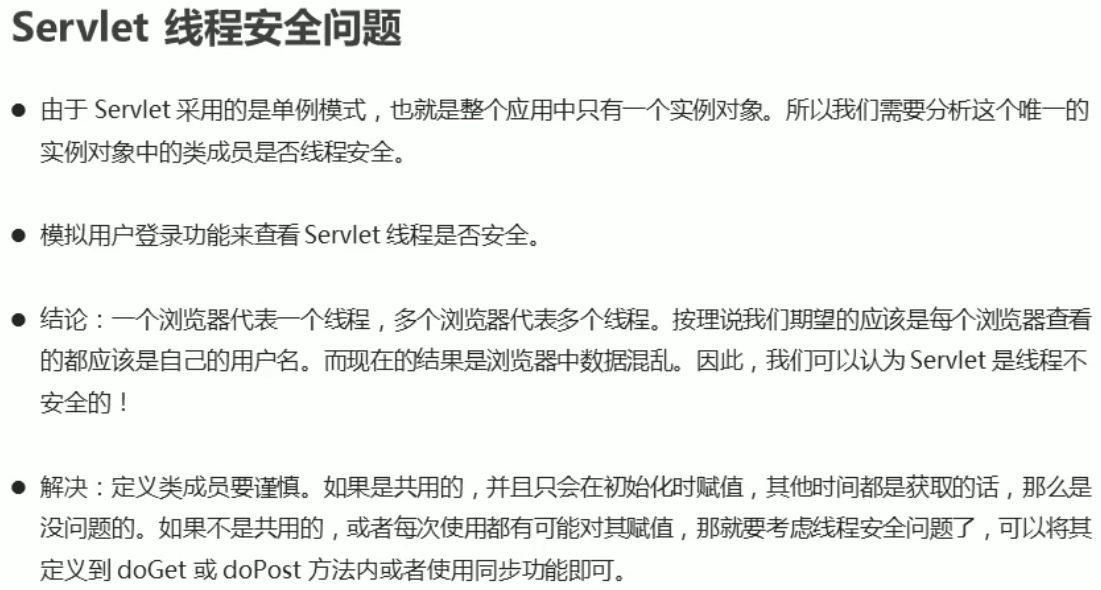 Servlet 线程安全问题
● 由于 Servlet 采用的是单例模式，也就是整个应用中只有一个实例对象。所以我们需要分析这个唯一的
实例对象中的类成员是否线程安全。
● 模拟用户登录功能来查看 Servlet 线程是否安全。
● 结论：一个浏览器代表一个线程，多个浏览器代表多个线程。按理说我们期望的应该是每个浏览器查看
的都应该是自己的用户名。而现在的结果是浏览器中数据混乱。因此，我们可以认为 Servlet 是线程不
安全的！
● 解决：定义类成员要谨慎。如果是共用的，并且只会在初始化时赋值，其他时间都是获取的话，那么是
没问题的。如果不是共用的，或者每次使用都有可能对其赋值，那就要考虑线程安全问题了，可以将其
定义到 doGet 或 doPost 方法内或者使用同步功能即可。